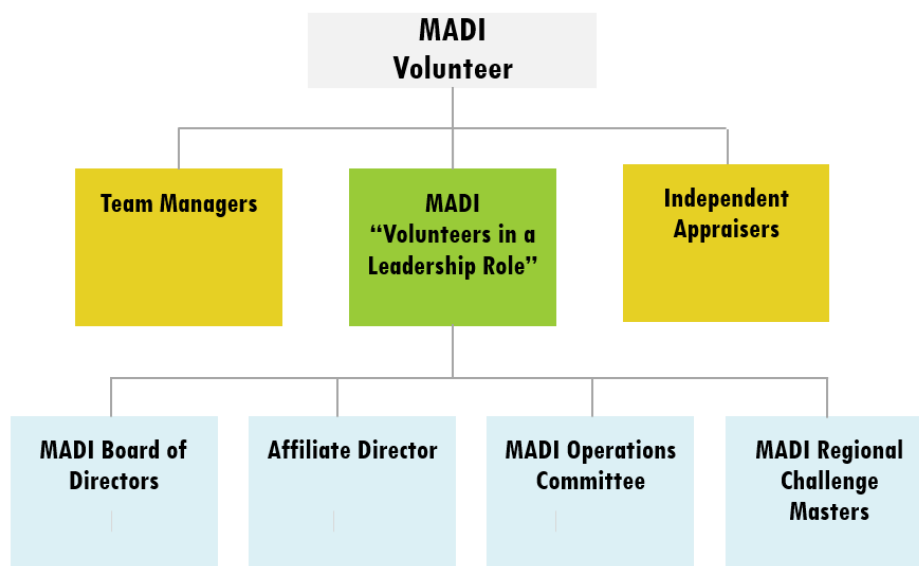 MADI
Volunteer
Team Managers
MADI
“Volunteers in a
Leadership Role”
Independent
Appraisers
MADI Board of
Directors
Affiliate Director
MADI Operations
Committee
MADI Regional
Challenge
Masters